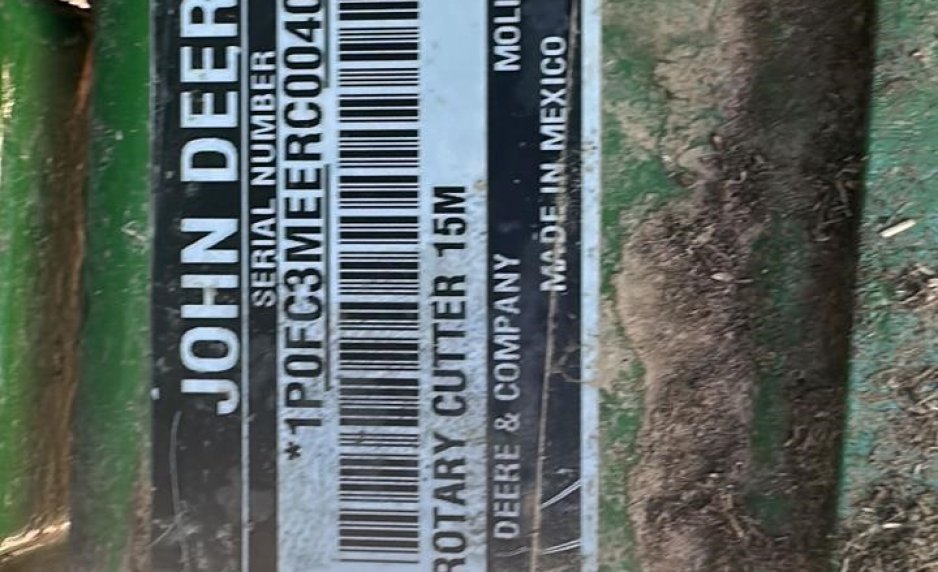 JOHN DEER
SERIAL NUMBER
*1P0FC3MEERC0040
ROTARY CUTTER 15M
DEERE & COMPANY MOLI
MADE IN MEXICO